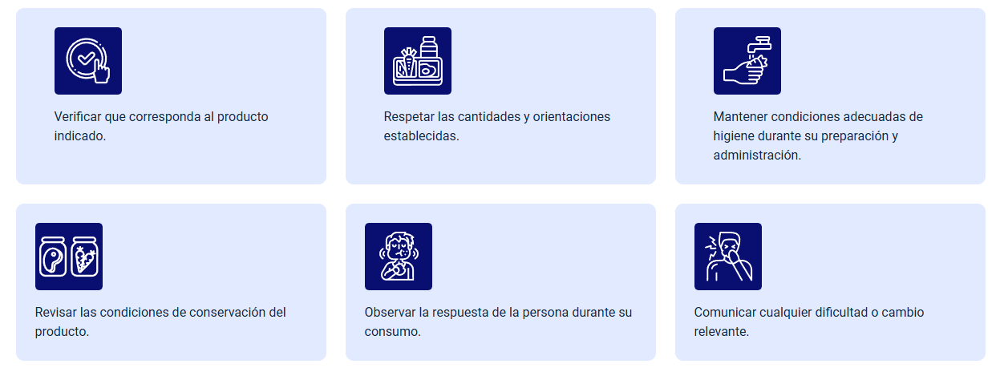 Verificar que corresponda al producto
indicado.
Respetar las cantidades y orientaciones
establecidas.
Mantener condiciones adecuadas de
higiene durante su preparación y
administración.
Revisar las condiciones de conservación del
producto.
Observar la respuesta de la persona durante su
consumo.
Comunicar cualquier dificultad o cambio
relevante.